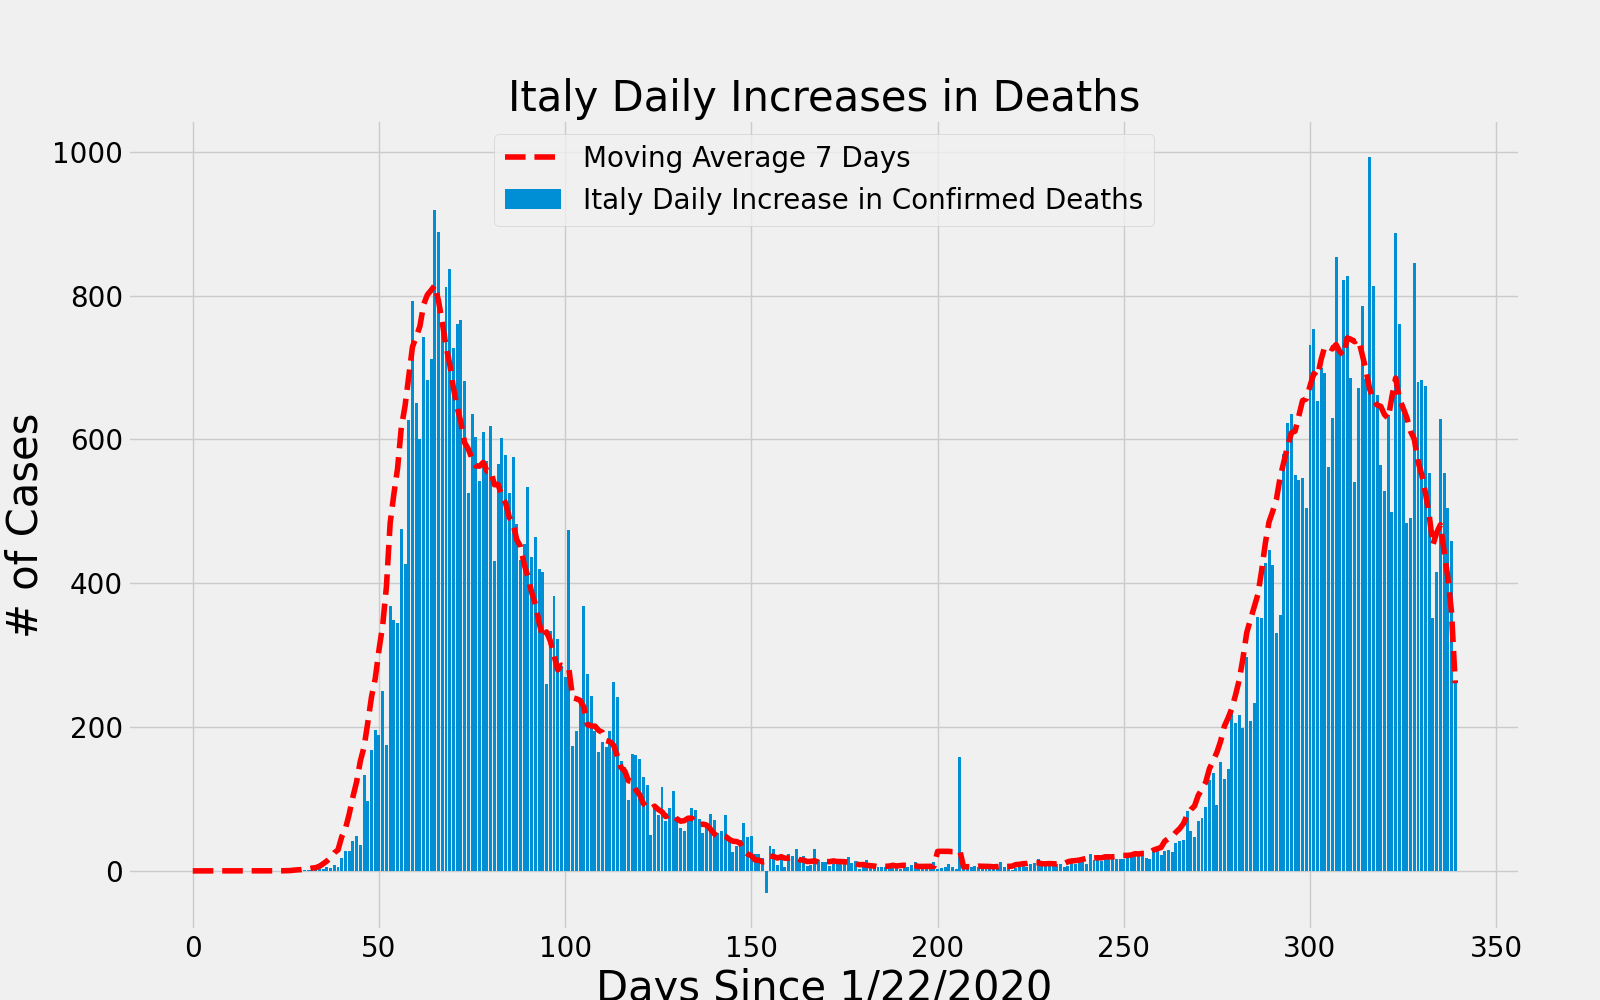 Italy Daily Increases in Deaths
Moving Average 7 Days
Italy Daily Increase in Confirmed Deaths
1000
800
600
400
200
0
# of Cases
0 50 100 150 200 250 300 350
Days Since 1/22/2020